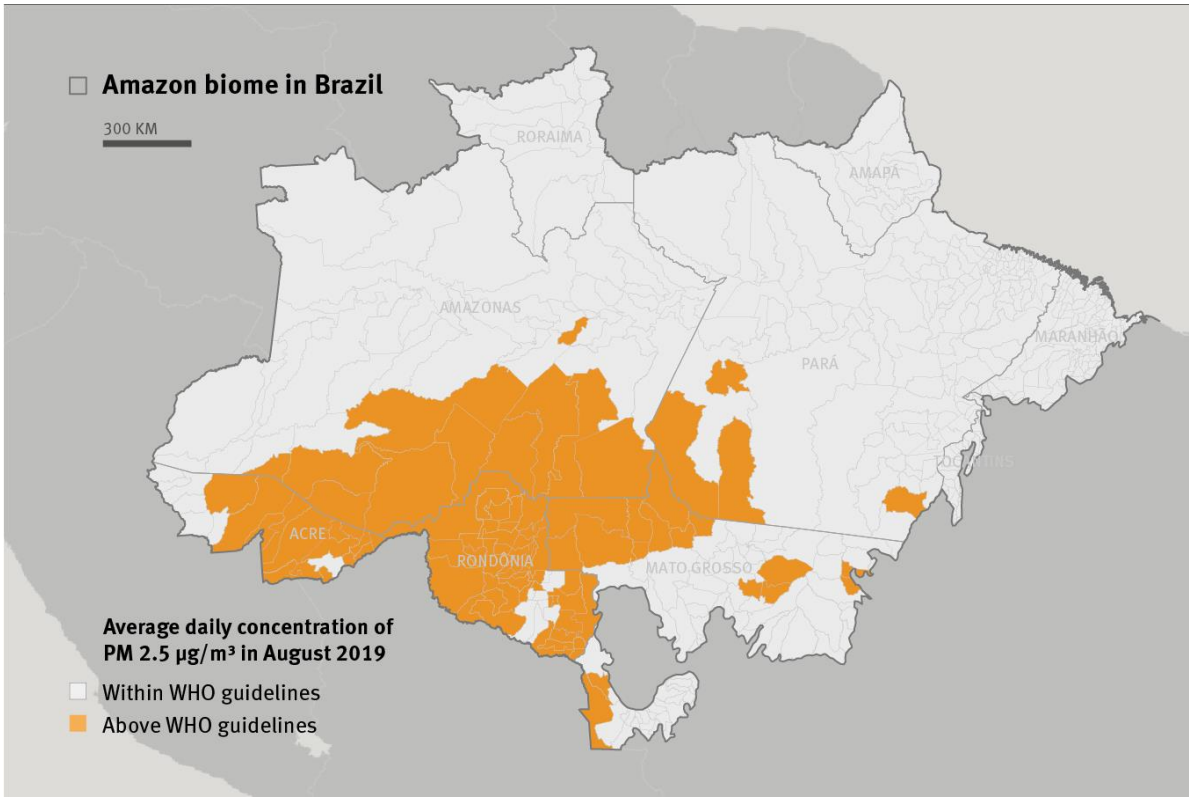 Amazon biome in Brazil
300 KM
RORAIMA
AMAPÁ
AMAZONAS
MARANHÃO
PARÁ
TOCANTINS
ACRE
RONDÔNIA
MATO GROSSO
Average daily concentration of
PM 2.5 µg/m³ in August 2019
Within WHO guidelines
Above WHO guidelines